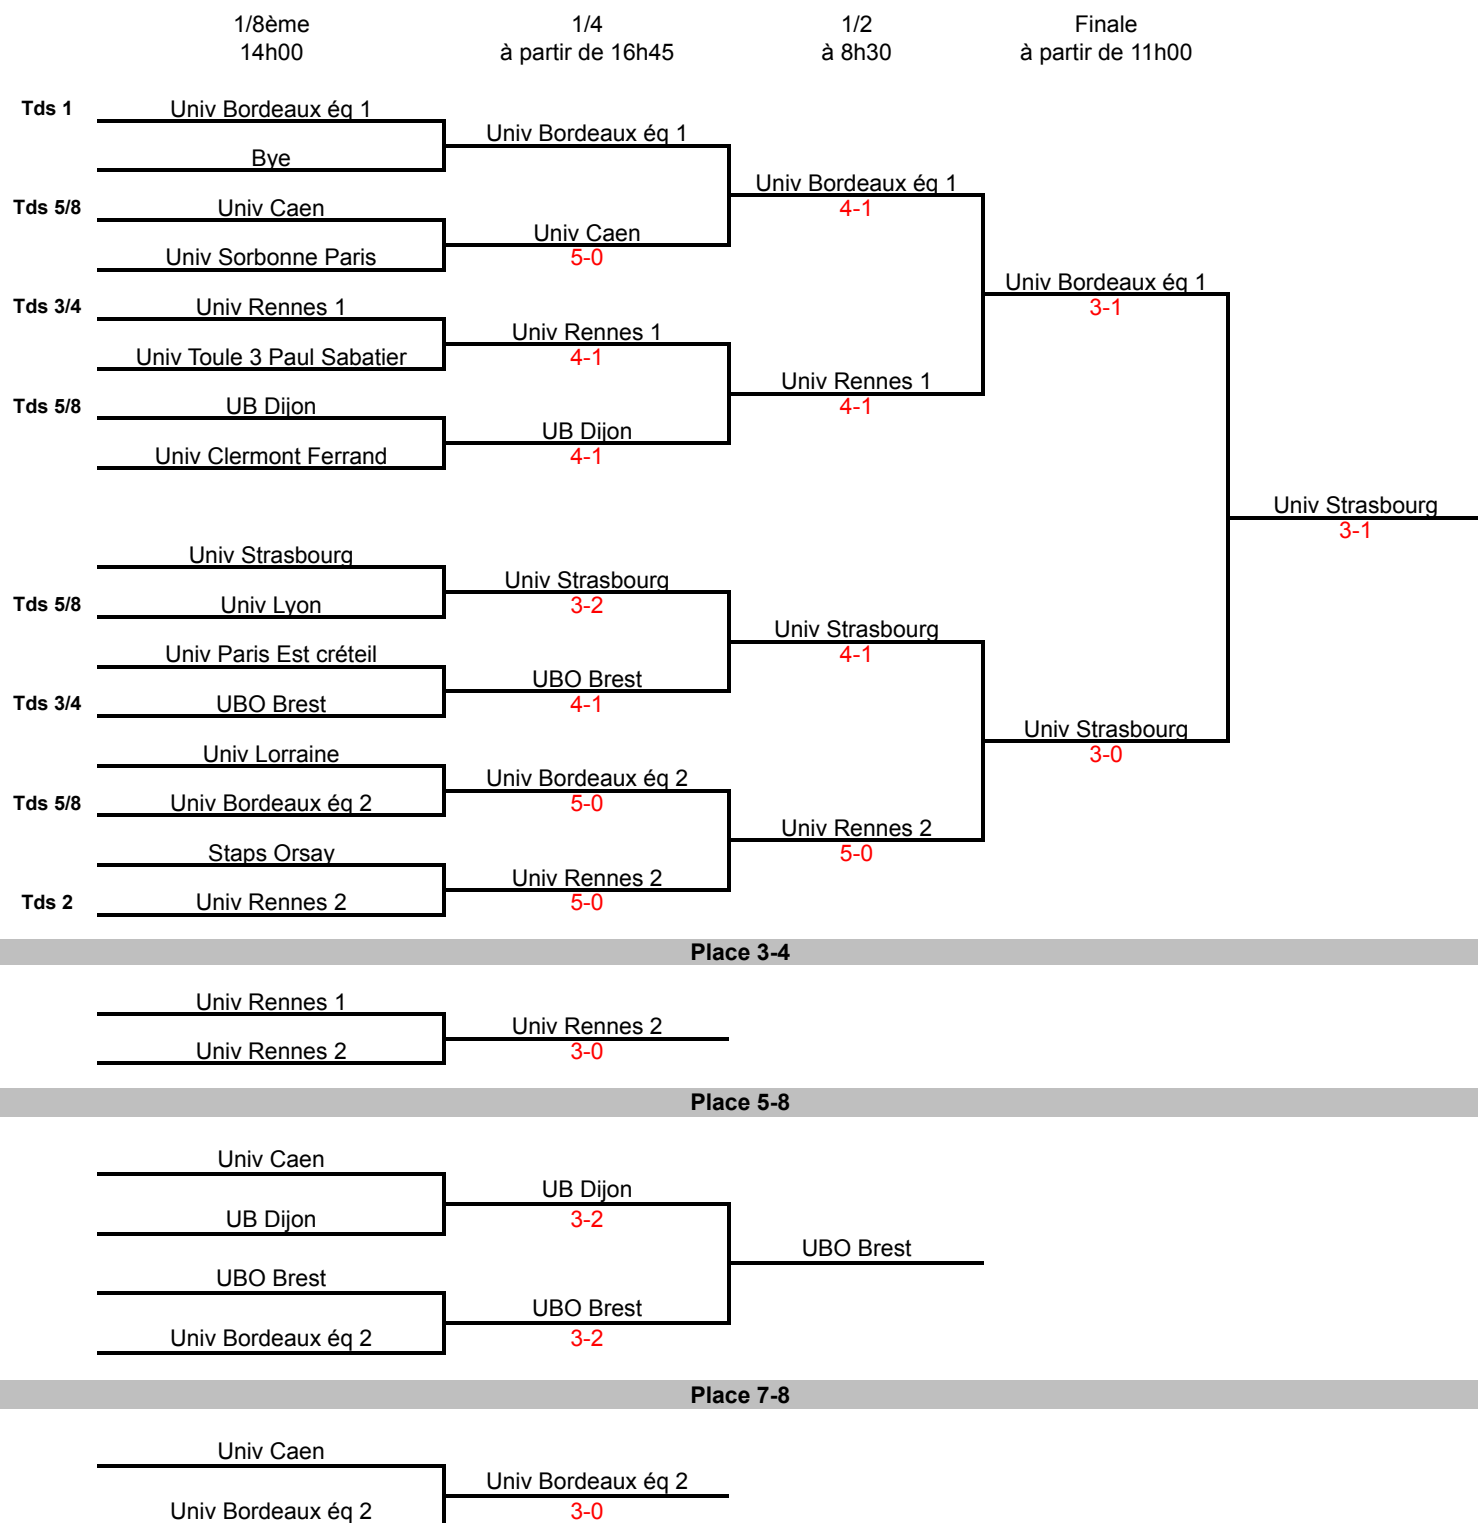 1/8ème 1/4 1/2 Finale
14h00 à partir de 16h45 à 8h30 à partir de 11h00
Tds 1 Univ Bordeaux éq 1
Univ Bordeaux éq 1
Bye
Univ Bordeaux éq 1
4-1
Tds 5/8 Univ Caen
Univ Caen
5-0
Univ Sorbonne Paris
Univ Bordeaux éq 1
3-1
Tds 3/4 Univ Rennes 1
Univ Rennes 1
4-1
Univ Toule 3 Paul Sabatier
Univ Rennes 1
4-1
Tds 5/8 UB Dijon
UB Dijon
4-1
Univ Clermont Ferrand
Univ Strasbourg
3-1
Univ Strasbourg
Univ Strasbourg
3-2
Tds 5/8 Univ Lyon
Univ Strasbourg
4-1
Univ Paris Est créteil
UBO Brest
4-1
Tds 3/4 UBO Brest
Univ Strasbourg
3-0
Univ Lorraine
Univ Bordeaux éq 2
5-0
Tds 5/8 Univ Bordeaux éq 2
Univ Rennes 2
5-0
Staps Orsay
Univ Rennes 2
5-0
Tds 2 Univ Rennes 2
Place 3-4
Univ Rennes 1
Univ Rennes 2
3-0
Univ Rennes 2
Place 5-8
Univ Caen
UB Dijon
3-2
UB Dijon
UBO Brest
UBO Brest
UBO Brest
3-2
Univ Bordeaux éq 2
Place 7-8
Univ Caen
Univ Bordeaux éq 2
3-0
Univ Bordeaux éq 2